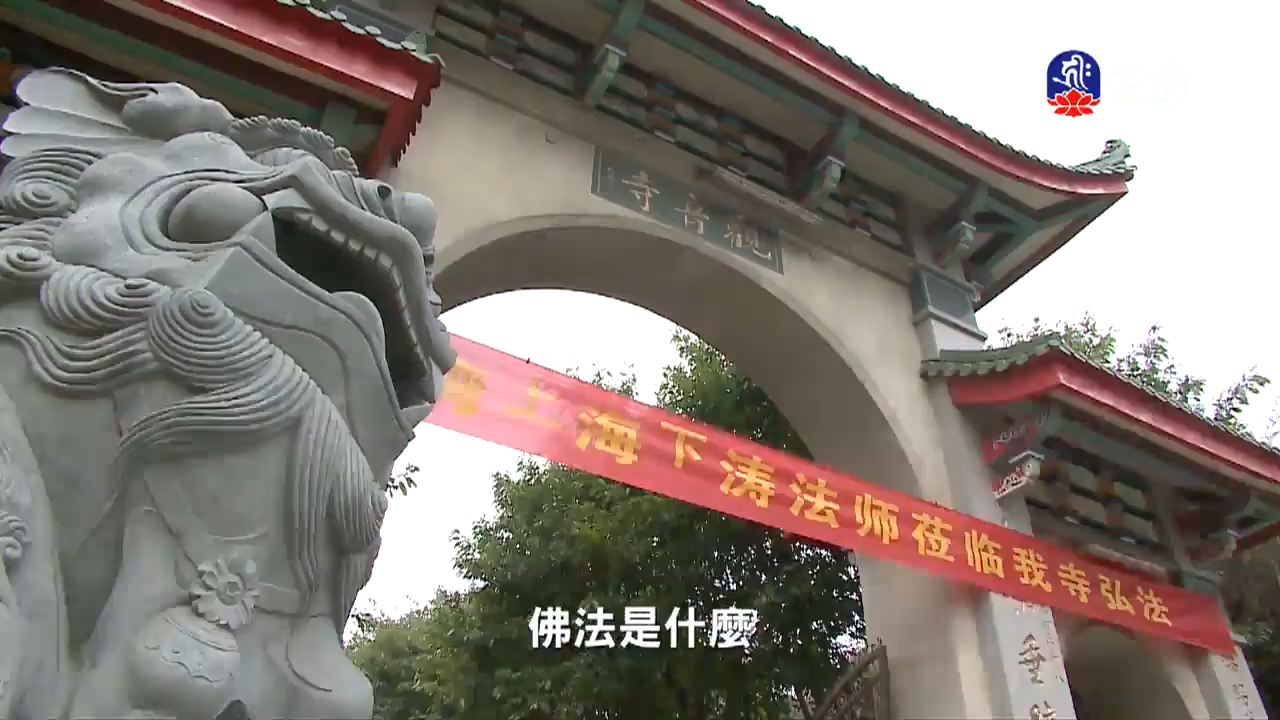 寺音觀
上海下涛法师莅临我寺弘法
佛法是什麼
垂